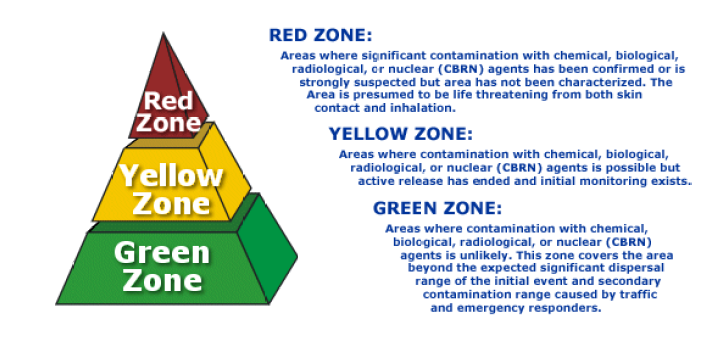 RED ZONE:
Areas where significant contamination with chemical, biological,
radiological, or nuclear (CBRN) agents has been confirmed or is
strongly suspected but area has not been characterized. The
Area is presumed to be life threatening from both skin
contact and inhalation.
Red
Zone
YELLOW ZONE:
Areas where contamination with chemical, biological,
radiological, or nuclear (CBRN) agents is possible but
active release has ended and initial monitoring exists.
Yellow
Zone
GREEN ZONE:
Areas where contamination with chemical,
biological, radiological, or nuclear (CBRN)
agents is unlikely. This zone covers the area
beyond the expected significant dispersal
range of the initial event and secondary
contamination range caused by traffic
and emergency responders.
Green
Zone